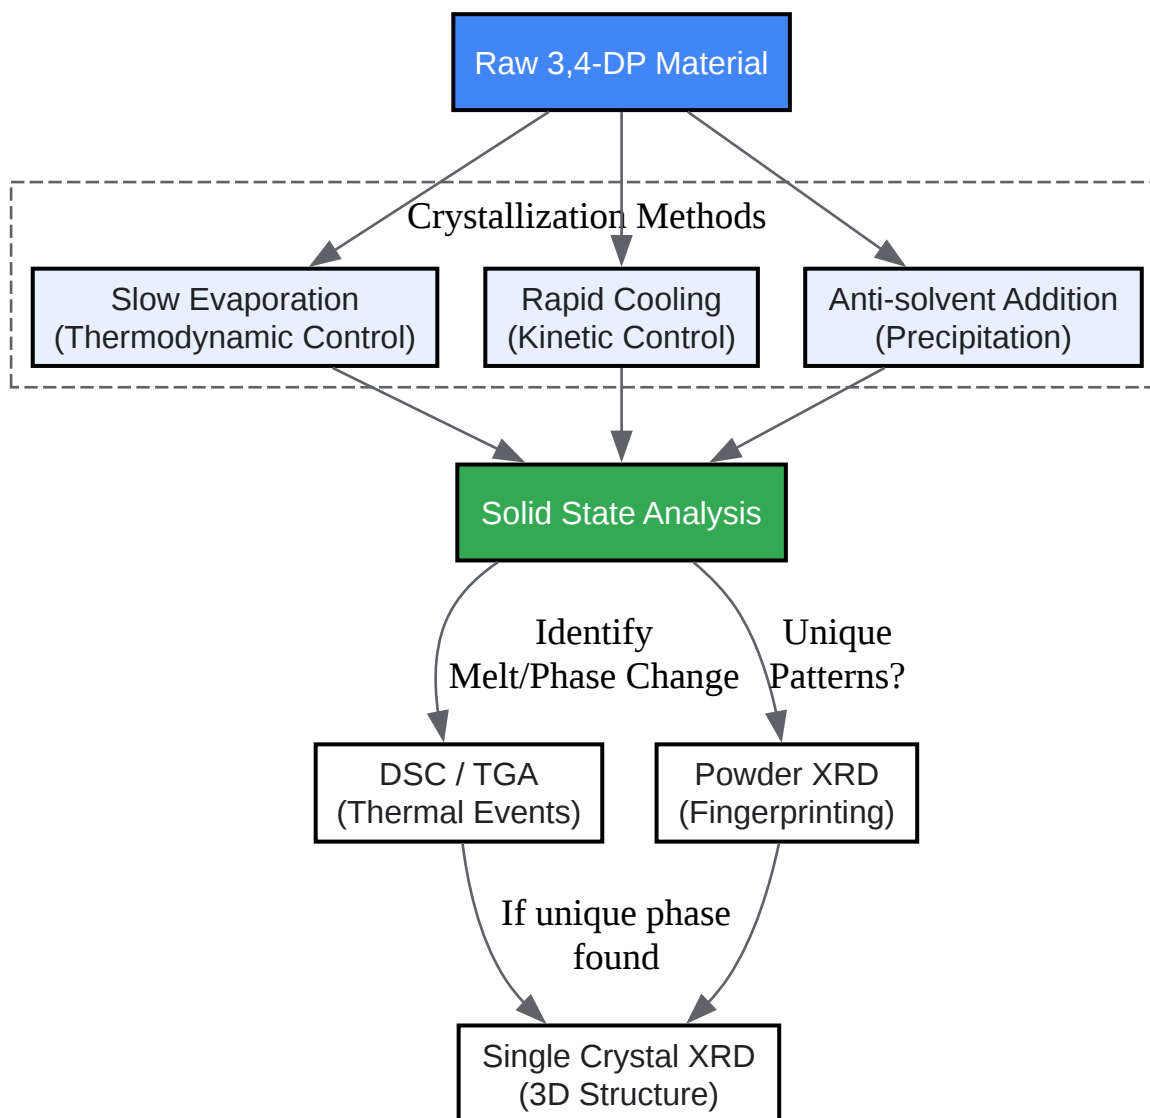 Raw 3,4-DP Material
Crystallization Methods
Slow Evaporation
(Thermodynamic Control)
Rapid Cooling
(Kinetic Control)
Anti-solvent Addition
(Precipitation)
Solid State Analysis
Identify
Melt/Phase Change
Unique
Patterns?
DSC / TGA
(Thermal Events)
Powder XRD
(Fingerprinting)
If unique phase
found
Single Crystal XRD
(3D Structure)